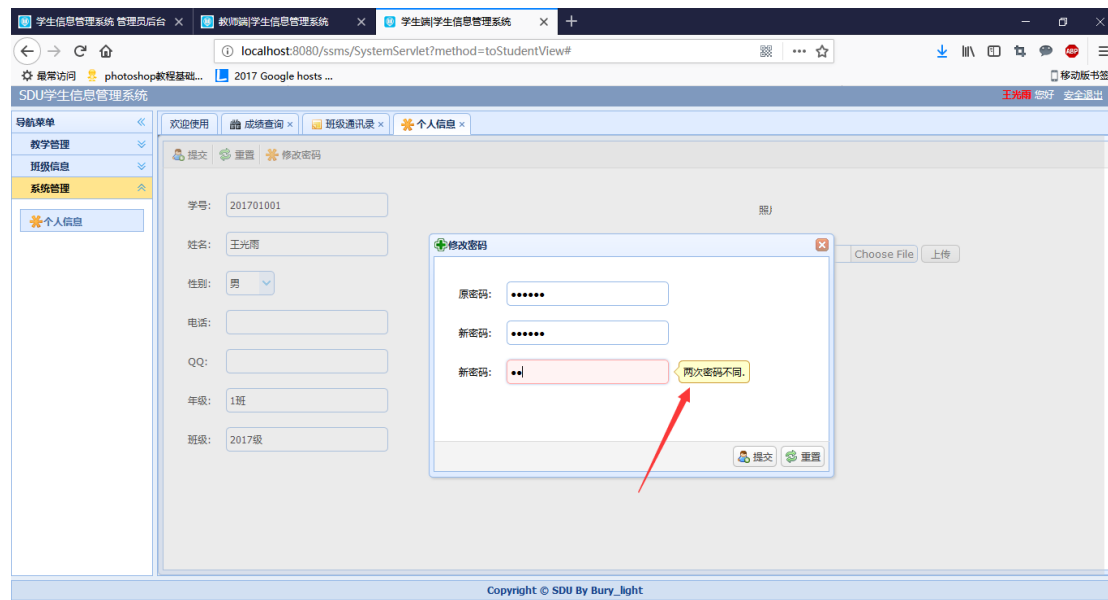 学生信息管理系统 管理员后台
教师端|学生信息管理系统
学生端|学生信息管理系统
localhost:8080/ssms/SystemServlet?method=toStudentView#
最常访问 photoshop教程基础... 2017 Google hosts ... 移动版书签
SDU学生信息管理系统 王光雨 您好 安全退出
导航菜单
欢迎使用 成绩查询 班级通讯录 个人信息
教学管理
班级信息
系统管理
个人信息
提交 重置 修改密码
学号: 201701001
照片
姓名: 王光雨
Choose File 上传
性别: 男
电话:
QQ:
年级: 1班
班级: 2017级
修改密码
原密码: ●●●●●●
新密码: ●●●●●●
新密码: ●● 两次密码不同.
提交 重置
Copyright © SDU By Bury_light